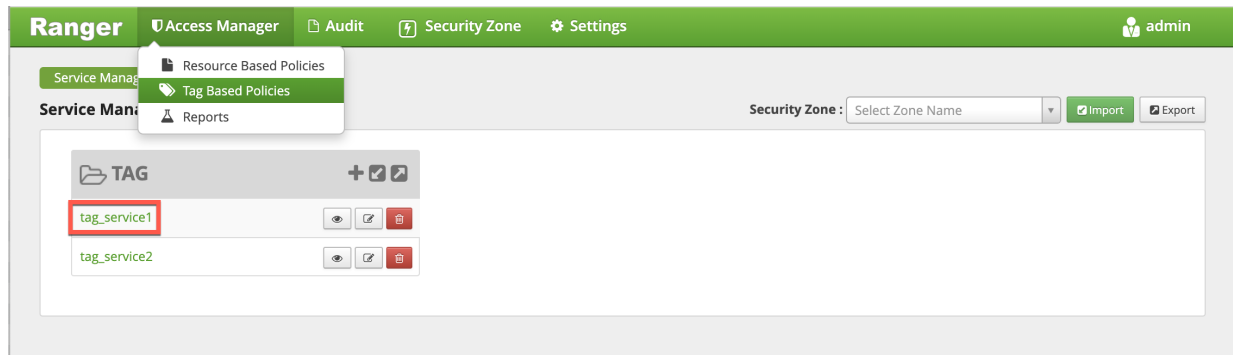 Ranger Access Manager Audit Security Zone Settings admin
Resource Based Policies
Service Manag
Tag Based Policies
Service Mana
Reports
Security Zone : Select Zone Name Import Export
TAG
tag_service1
tag_service2